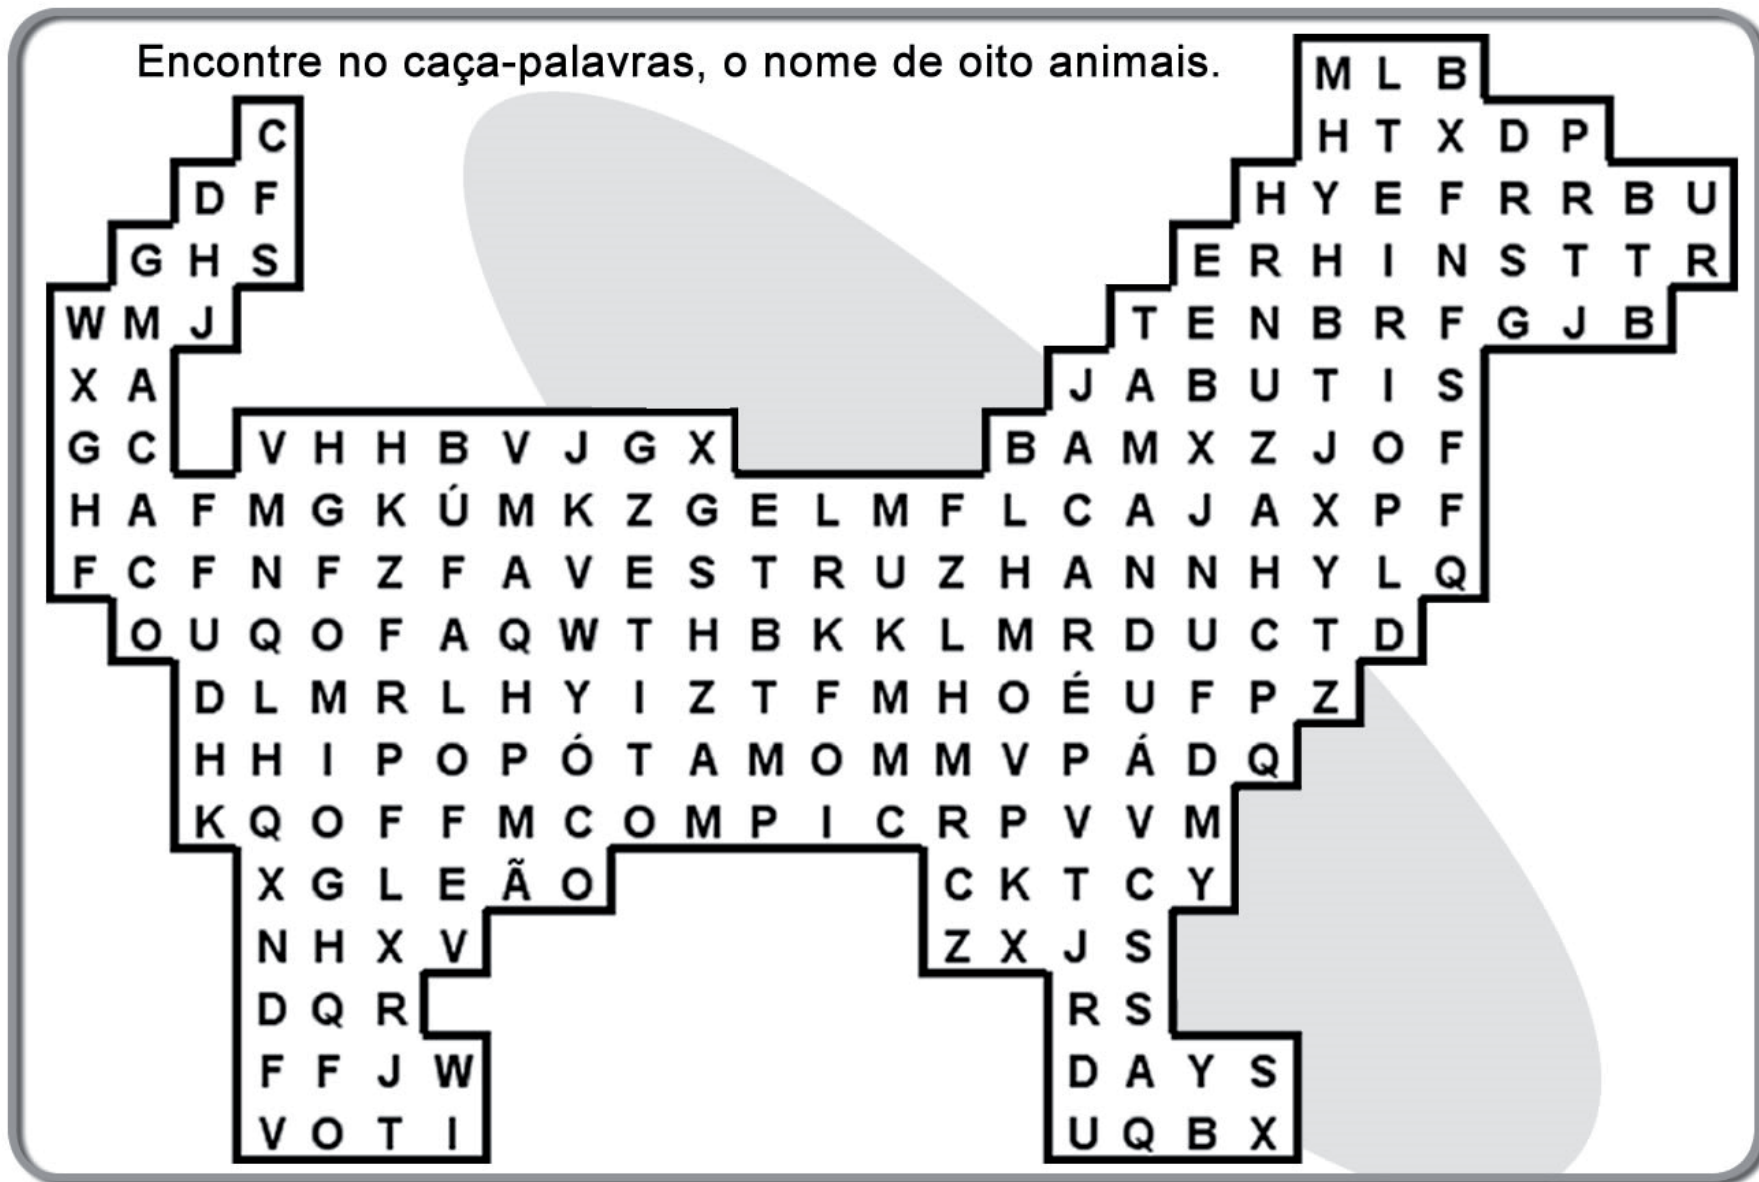 Encontre no caça-palavras, o nome de oito animais.
M L B
C H T X D P
D F H Y E F R R B U
G H S E R H I N S T T R
W M J T E N B R F G J B
X A J A B U T I S
G C V H H B V J G X B A M X Z J O F
H A F M G K Ú M K Z G E L M F L C A J A X P F
F C F N F Z F A V E S T R U Z H A N N H Y L Q
O U Q O F A Q W T H B K K L M R D U C T D
D L M R L H Y I Z T F M H O É U F P Z
H H I P O P Ó T A M O M M V P Á D Q
K Q O F F M C O M P I C R P V V M
X G L E Ã O C K T C Y
N H X V Z X J S
D Q R R S
F F J W D A Y S
V O T I U Q B X